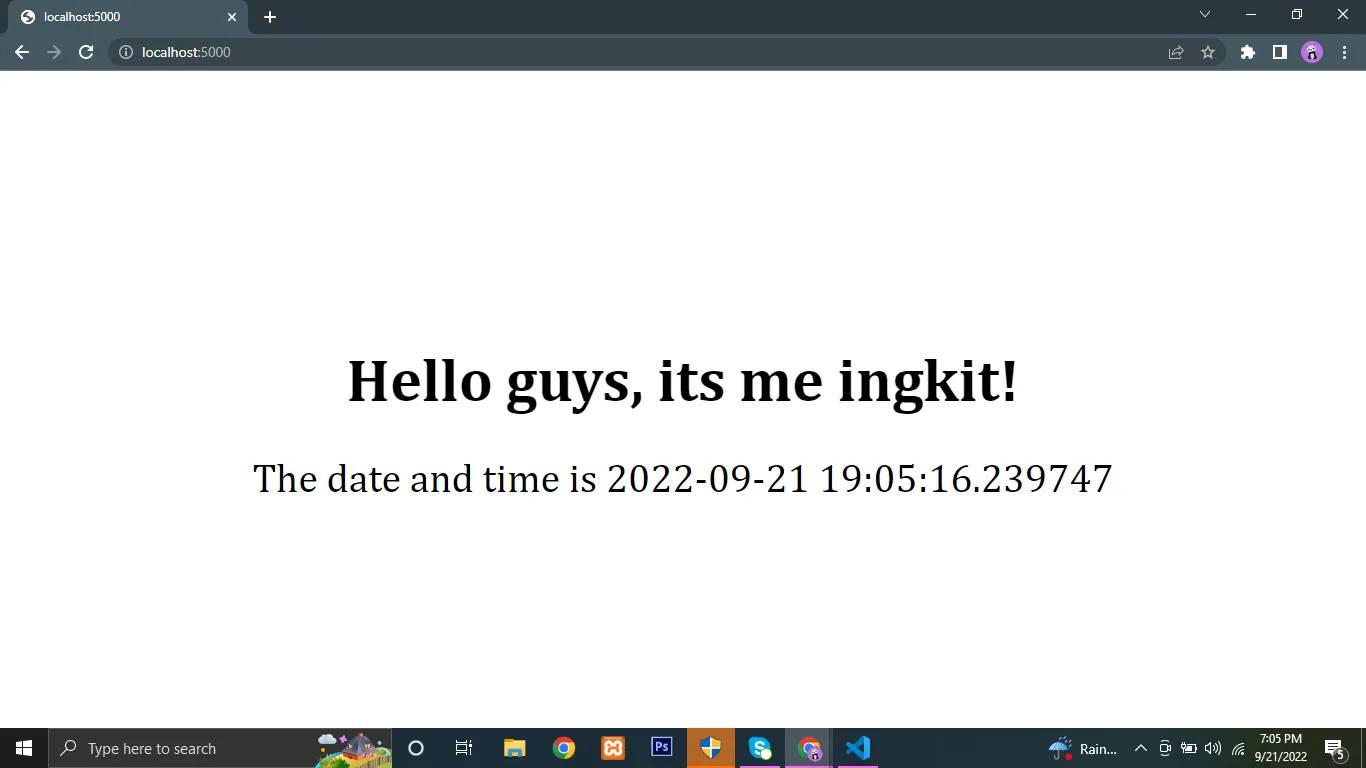 localhost:5000
localhost:5000
Hello guys, its me ingkit!
The date and time is 2022-09-21 19:05:16.239747
Type here to search
Ps
Rain...
7:05 PM
9/21/2022
5